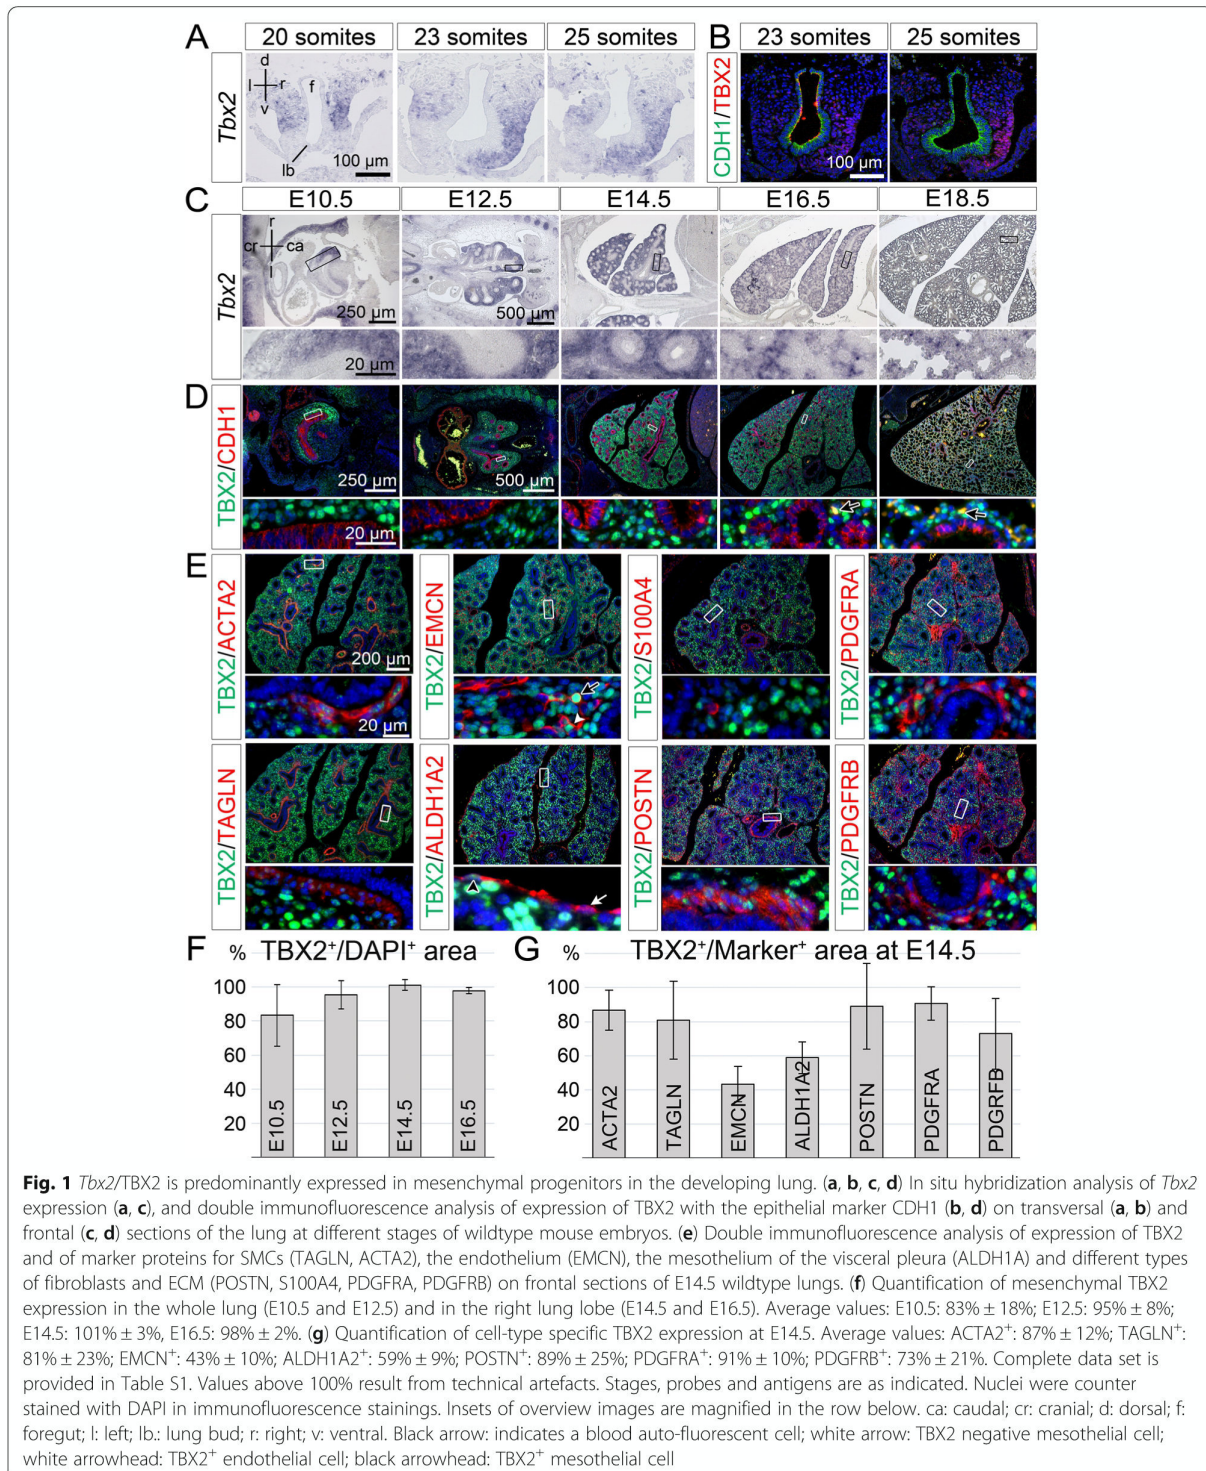 A
20 somites
23 somites
25 somites
B
23 somites
25 somites
Tbx2
d
l
r
v
f
lb
100 µm
CDH1/TBX2
100 µm
C
E10.5
E12.5
E14.5
E16.5
E18.5
Tbx2
r
cr
ca
l
250 µm
500 µm
20 µm
D
TBX2/CDH1
250 µm
500 µm
20 µm
E
TBX2/ACTA2
200 µm
20 µm
TBX2/EMCN
TBX2/S100A4
TBX2/PDGFRA
TBX2/TAGLN
TBX2/ALDH1A2
TBX2/POSTN
TBX2/PDGFRB
F
%
TBX2⁺/DAPI⁺ area
100
80
60
40
20
E10.5
E12.5
E14.5
E16.5
G
%
TBX2⁺/Marker⁺ area at E14.5
100
80
60
40
20
ACTA2
TAGLN
EMCN
ALDH1A2
POSTN
PDGFRA
PDGRFB
Fig. 1 Tbx2/TBX2 is predominantly expressed in mesenchymal progenitors in the developing lung. (a, b, c, d) In situ hybridization analysis of Tbx2
expression (a, c), and double immunofluorescence analysis of expression of TBX2 with the epithelial marker CDH1 (b, d) on transversal (a, b) and
frontal (c, d) sections of the lung at different stages of wildtype mouse embryos. (e) Double immunofluorescence analysis of expression of TBX2
and of marker proteins for SMCs (TAGLN, ACTA2), the endothelium (EMCN), the mesothelium of the visceral pleura (ALDH1A) and different types
of fibroblasts and ECM (POSTN, S100A4, PDGFRA, PDGFRB) on frontal sections of E14.5 wildtype lungs. (f) Quantification of mesenchymal TBX2
expression in the whole lung (E10.5 and E12.5) and in the right lung lobe (E14.5 and E16.5). Average values: E10.5: 83% ± 18%; E12.5: 95% ± 8%;
E14.5: 101% ± 3%, E16.5: 98% ± 2%. (g) Quantification of cell-type specific TBX2 expression at E14.5. Average values: ACTA2⁺: 87% ± 12%; TAGLN⁺:
81% ± 23%; EMCN⁺: 43% ± 10%; ALDH1A2⁺: 59% ± 9%; POSTN⁺: 89% ± 25%; PDGFRA⁺: 91% ± 10%; PDGFRB⁺: 73% ± 21%. Complete data set is
provided in Table S1. Values above 100% result from technical artefacts. Stages, probes and antigens are as indicated. Nuclei were counter
stained with DAPI in immunofluorescence stainings. Insets of overview images are magnified in the row below. ca: caudal; cr: cranial; d: dorsal; f:
foregut; l: left; lb.: lung bud; r: right; v: ventral. Black arrow: indicates a blood auto-fluorescent cell; white arrow: TBX2 negative mesothelial cell;
white arrowhead: TBX2⁺ endothelial cell; black arrowhead: TBX2⁺ mesothelial cell